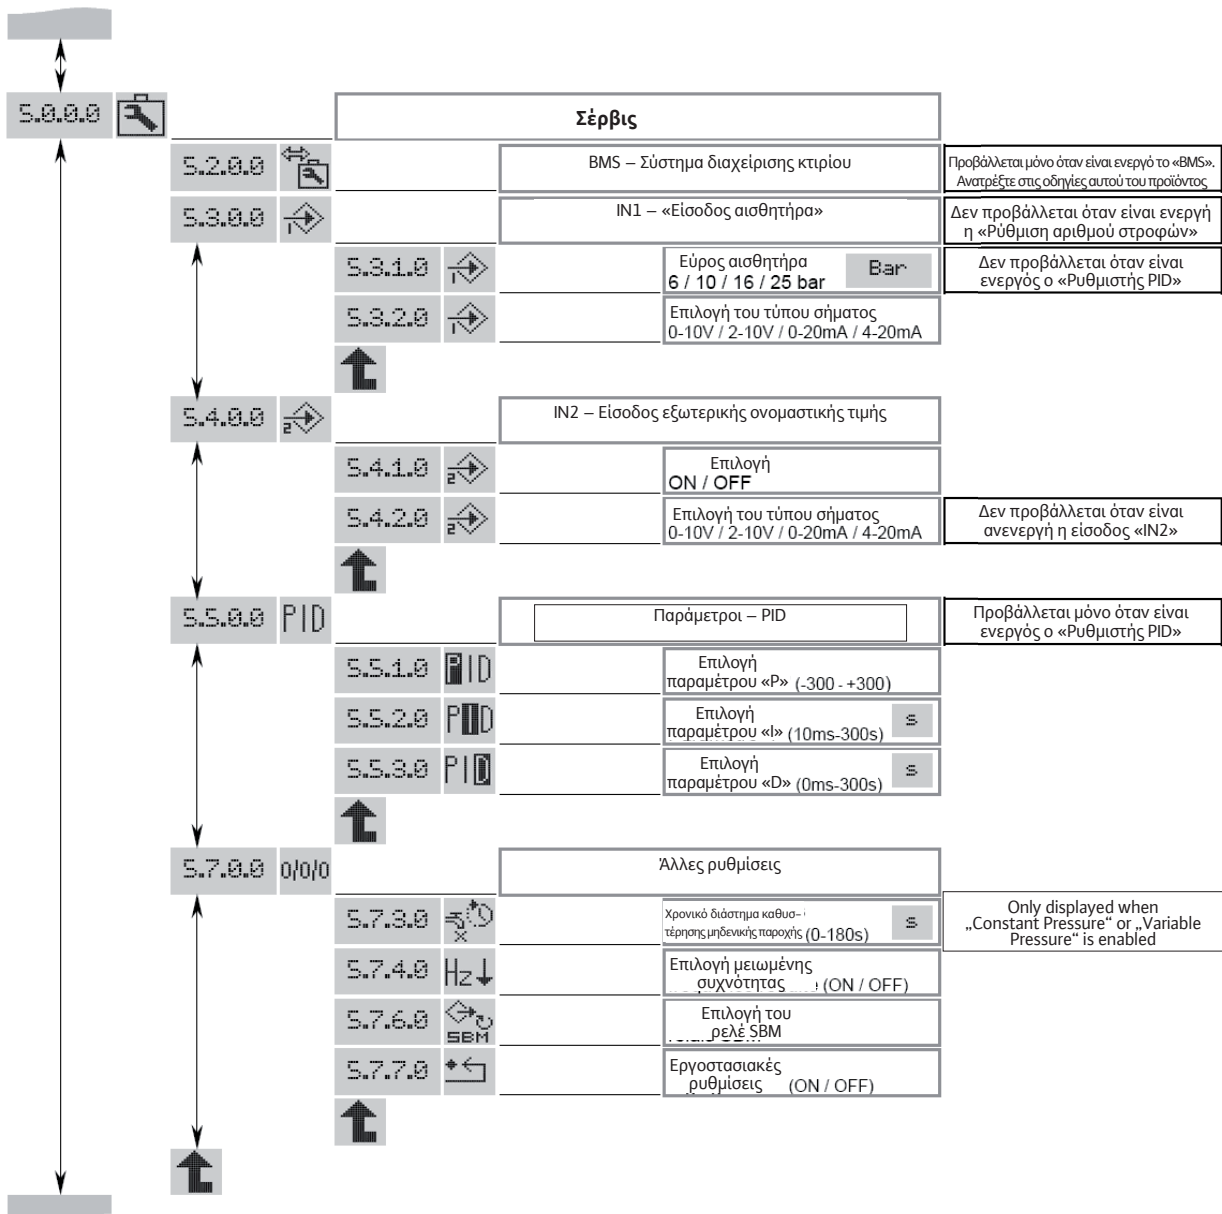 5.0.0.0
Σέρβις
5.2.0.0
BMS – Σύστημα διαχείρισης κτιρίου
Προβάλλεται μόνο όταν είναι ενεργό το «BMS».
Ανατρέξτε στις οδηγίες αυτού του προϊόντος
5.3.0.0
1
IN1 – «Είσοδος αισθητήρα»
Δεν προβάλλεται όταν είναι ενεργή
η «Ρύθμιση αριθμού στροφών»
5.3.1.0
1
Εύρος αισθητήρα
6 / 10 / 16 / 25 bar
Bar
Δεν προβάλλεται όταν είναι
ενεργός ο «Ρυθμιστής PID»
5.3.2.0
1
Επιλογή του τύπου σήματος
0-10V / 2-10V / 0-20mA / 4-20mA
5.4.0.0
2
IN2 – Είσοδος εξωτερικής ονομαστικής τιμής
5.4.1.0
2
Επιλογή
ON / OFF
5.4.2.0
2
Επιλογή του τύπου σήματος
0-10V / 2-10V / 0-20mA / 4-20mA
Δεν προβάλλεται όταν είναι
ανενεργή η είσοδος «IN2»
5.5.0.0
PID
Παράμετροι – PID
Προβάλλεται μόνο όταν είναι
ενεργός ο «Ρυθμιστής PID»
5.5.1.0
PID
Επιλογή
παραμέτρου «P» (-300 - +300)
5.5.2.0
PID
Επιλογή
παραμέτρου «I» (10ms-300s)
s
5.5.3.0
PID
Επιλογή
παραμέτρου «D» (0ms-300s)
s
5.7.0.0
0/0/0
Άλλες ρυθμίσεις
5.7.3.0
X
Χρονικό διάστημα καθυσ-
τέρησης μηδενικής παροχής (0-180s)
s
Only displayed when
„Constant Pressure“ or „Variable
Pressure“ is enabled
5.7.4.0
Hz
Επιλογή μειωμένης
συχνότητας (ON / OFF)
5.7.6.0
SBM
Επιλογή του
ρελέ SBM
5.7.7.0
Εργοστασιακές
ρυθμίσεις (ON / OFF)